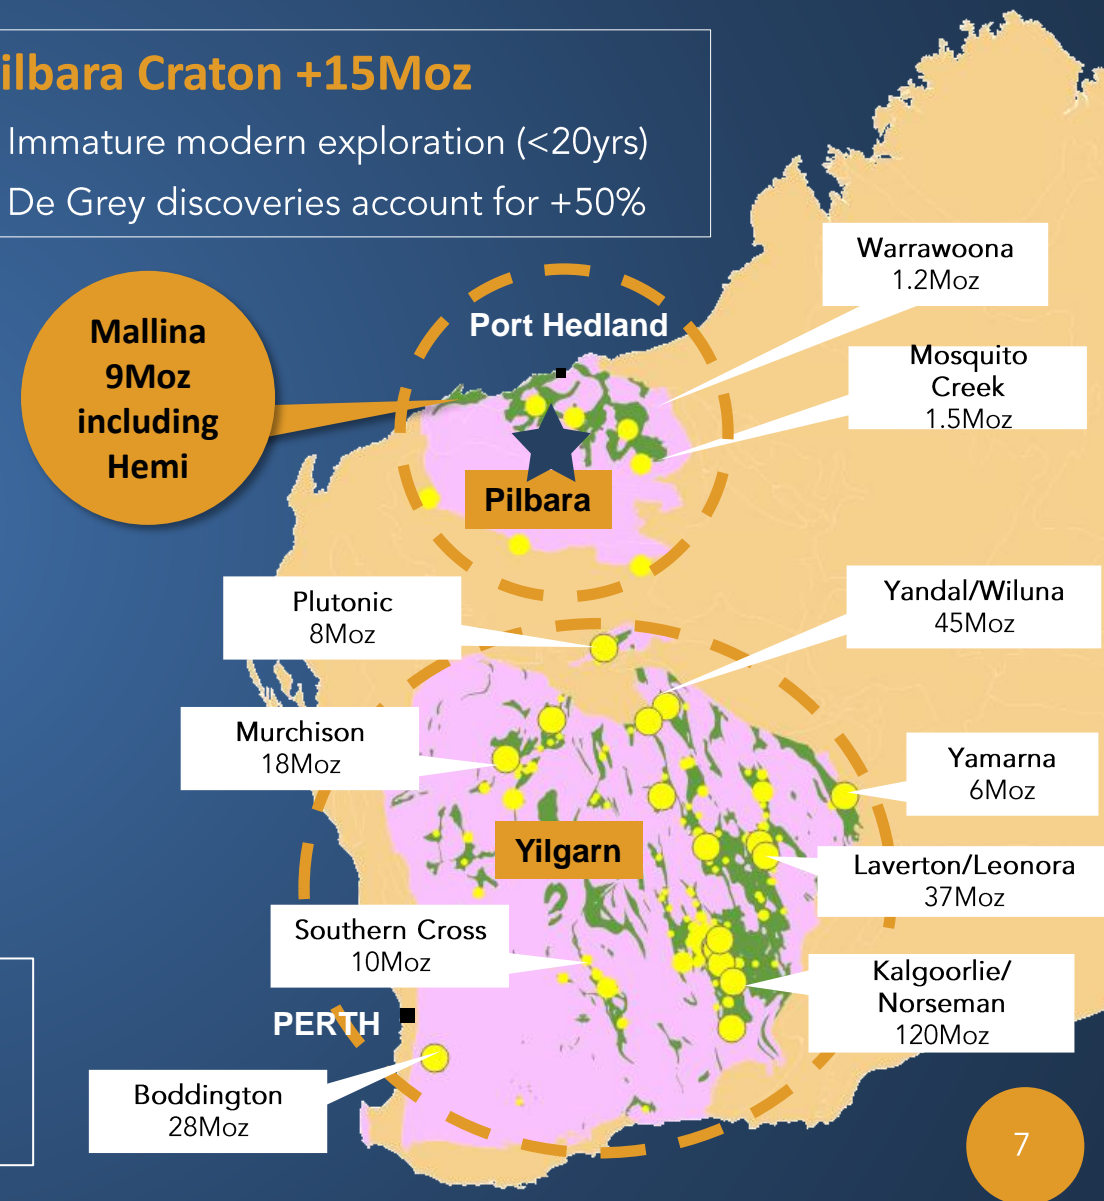 ilbara Craton +15Moz
Immature modern exploration (<20yrs)
De Grey discoveries account for +50%
Warrawoona
1.2Moz
Mallina
9Moz
including
Hemi
Port Hedland
Mosquito
Creek
1.5Moz
Pilbara
Plutonic
8Moz
Yandal/Wiluna
45Moz
Murchison
18Moz
Yamarna
6Moz
Yilgarn
Laverton/Leonora
37Moz
Southern Cross
10Moz
Kalgoorlie/
Norseman
120Moz
PERTH
Boddington
28Moz
7